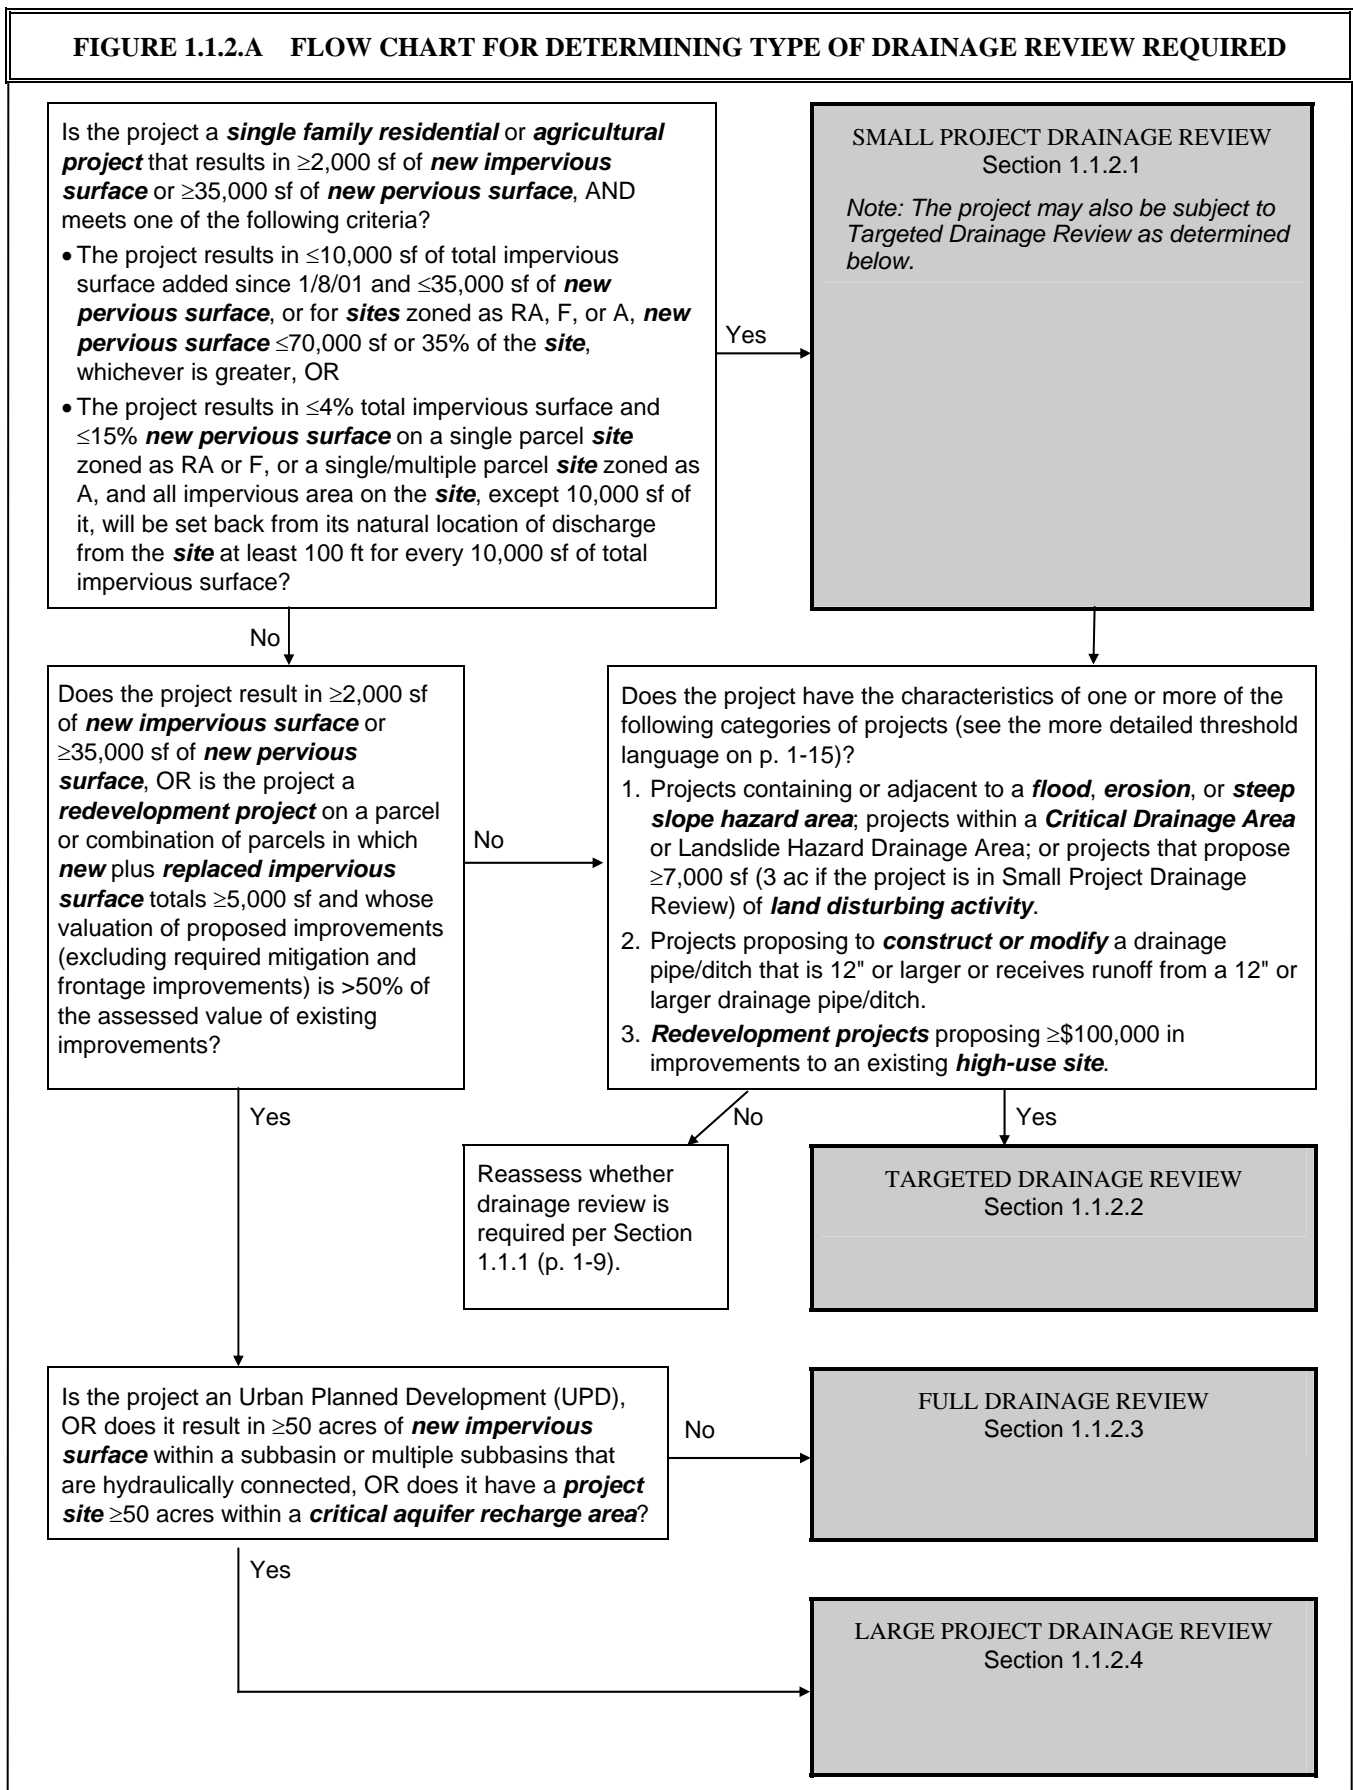 FIGURE 1.1.2.A FLOW CHART FOR DETERMINING TYPE OF DRAINAGE REVIEW REQUIRED
Is the project a single family residential or agricultural
project that results in ≥2,000 sf of new impervious
surface or ≥35,000 sf of new pervious surface, AND
meets one of the following criteria?
• The project results in ≤10,000 sf of total impervious
surface added since 1/8/01 and ≤35,000 sf of new
pervious surface, or for sites zoned as RA, F, or A, new
pervious surface ≤70,000 sf or 35% of the site,
whichever is greater, OR
• The project results in ≤4% total impervious surface and
≤15% new pervious surface on a single parcel site
zoned as RA or F, or a single/multiple parcel site zoned as
A, and all impervious area on the site, except 10,000 sf of
it, will be set back from its natural location of discharge
from the site at least 100 ft for every 10,000 sf of total
impervious surface?
Yes
SMALL PROJECT DRAINAGE REVIEW
Section 1.1.2.1
Note: The project may also be subject to
Targeted Drainage Review as determined
below.
No
Does the project result in ≥2,000 sf
of new impervious surface or
≥35,000 sf of new pervious
surface, OR is the project a
redevelopment project on a parcel
or combination of parcels in which
new plus replaced impervious
surface totals ≥5,000 sf and whose
valuation of proposed improvements
(excluding required mitigation and
frontage improvements) is >50% of
the assessed value of existing
improvements?
No
Does the project have the characteristics of one or more of the
following categories of projects (see the more detailed threshold
language on p. 1-15)?
1. Projects containing or adjacent to a flood, erosion, or steep
slope hazard area; projects within a Critical Drainage Area
or Landslide Hazard Drainage Area; or projects that propose
≥7,000 sf (3 ac if the project is in Small Project Drainage
Review) of land disturbing activity.
2. Projects proposing to construct or modify a drainage
pipe/ditch that is 12" or larger or receives runoff from a 12" or
larger drainage pipe/ditch.
3. Redevelopment projects proposing ≥$100,000 in
improvements to an existing high-use site.
Yes
No
Yes
Reassess whether
drainage review is
required per Section
1.1.1 (p. 1-9).
TARGETED DRAINAGE REVIEW
Section 1.1.2.2
Is the project an Urban Planned Development (UPD),
OR does it result in ≥50 acres of new impervious
surface within a subbasin or multiple subbasins that
are hydraulically connected, OR does it have a project
site ≥50 acres within a critical aquifer recharge area?
No
FULL DRAINAGE REVIEW
Section 1.1.2.3
Yes
LARGE PROJECT DRAINAGE REVIEW
Section 1.1.2.4